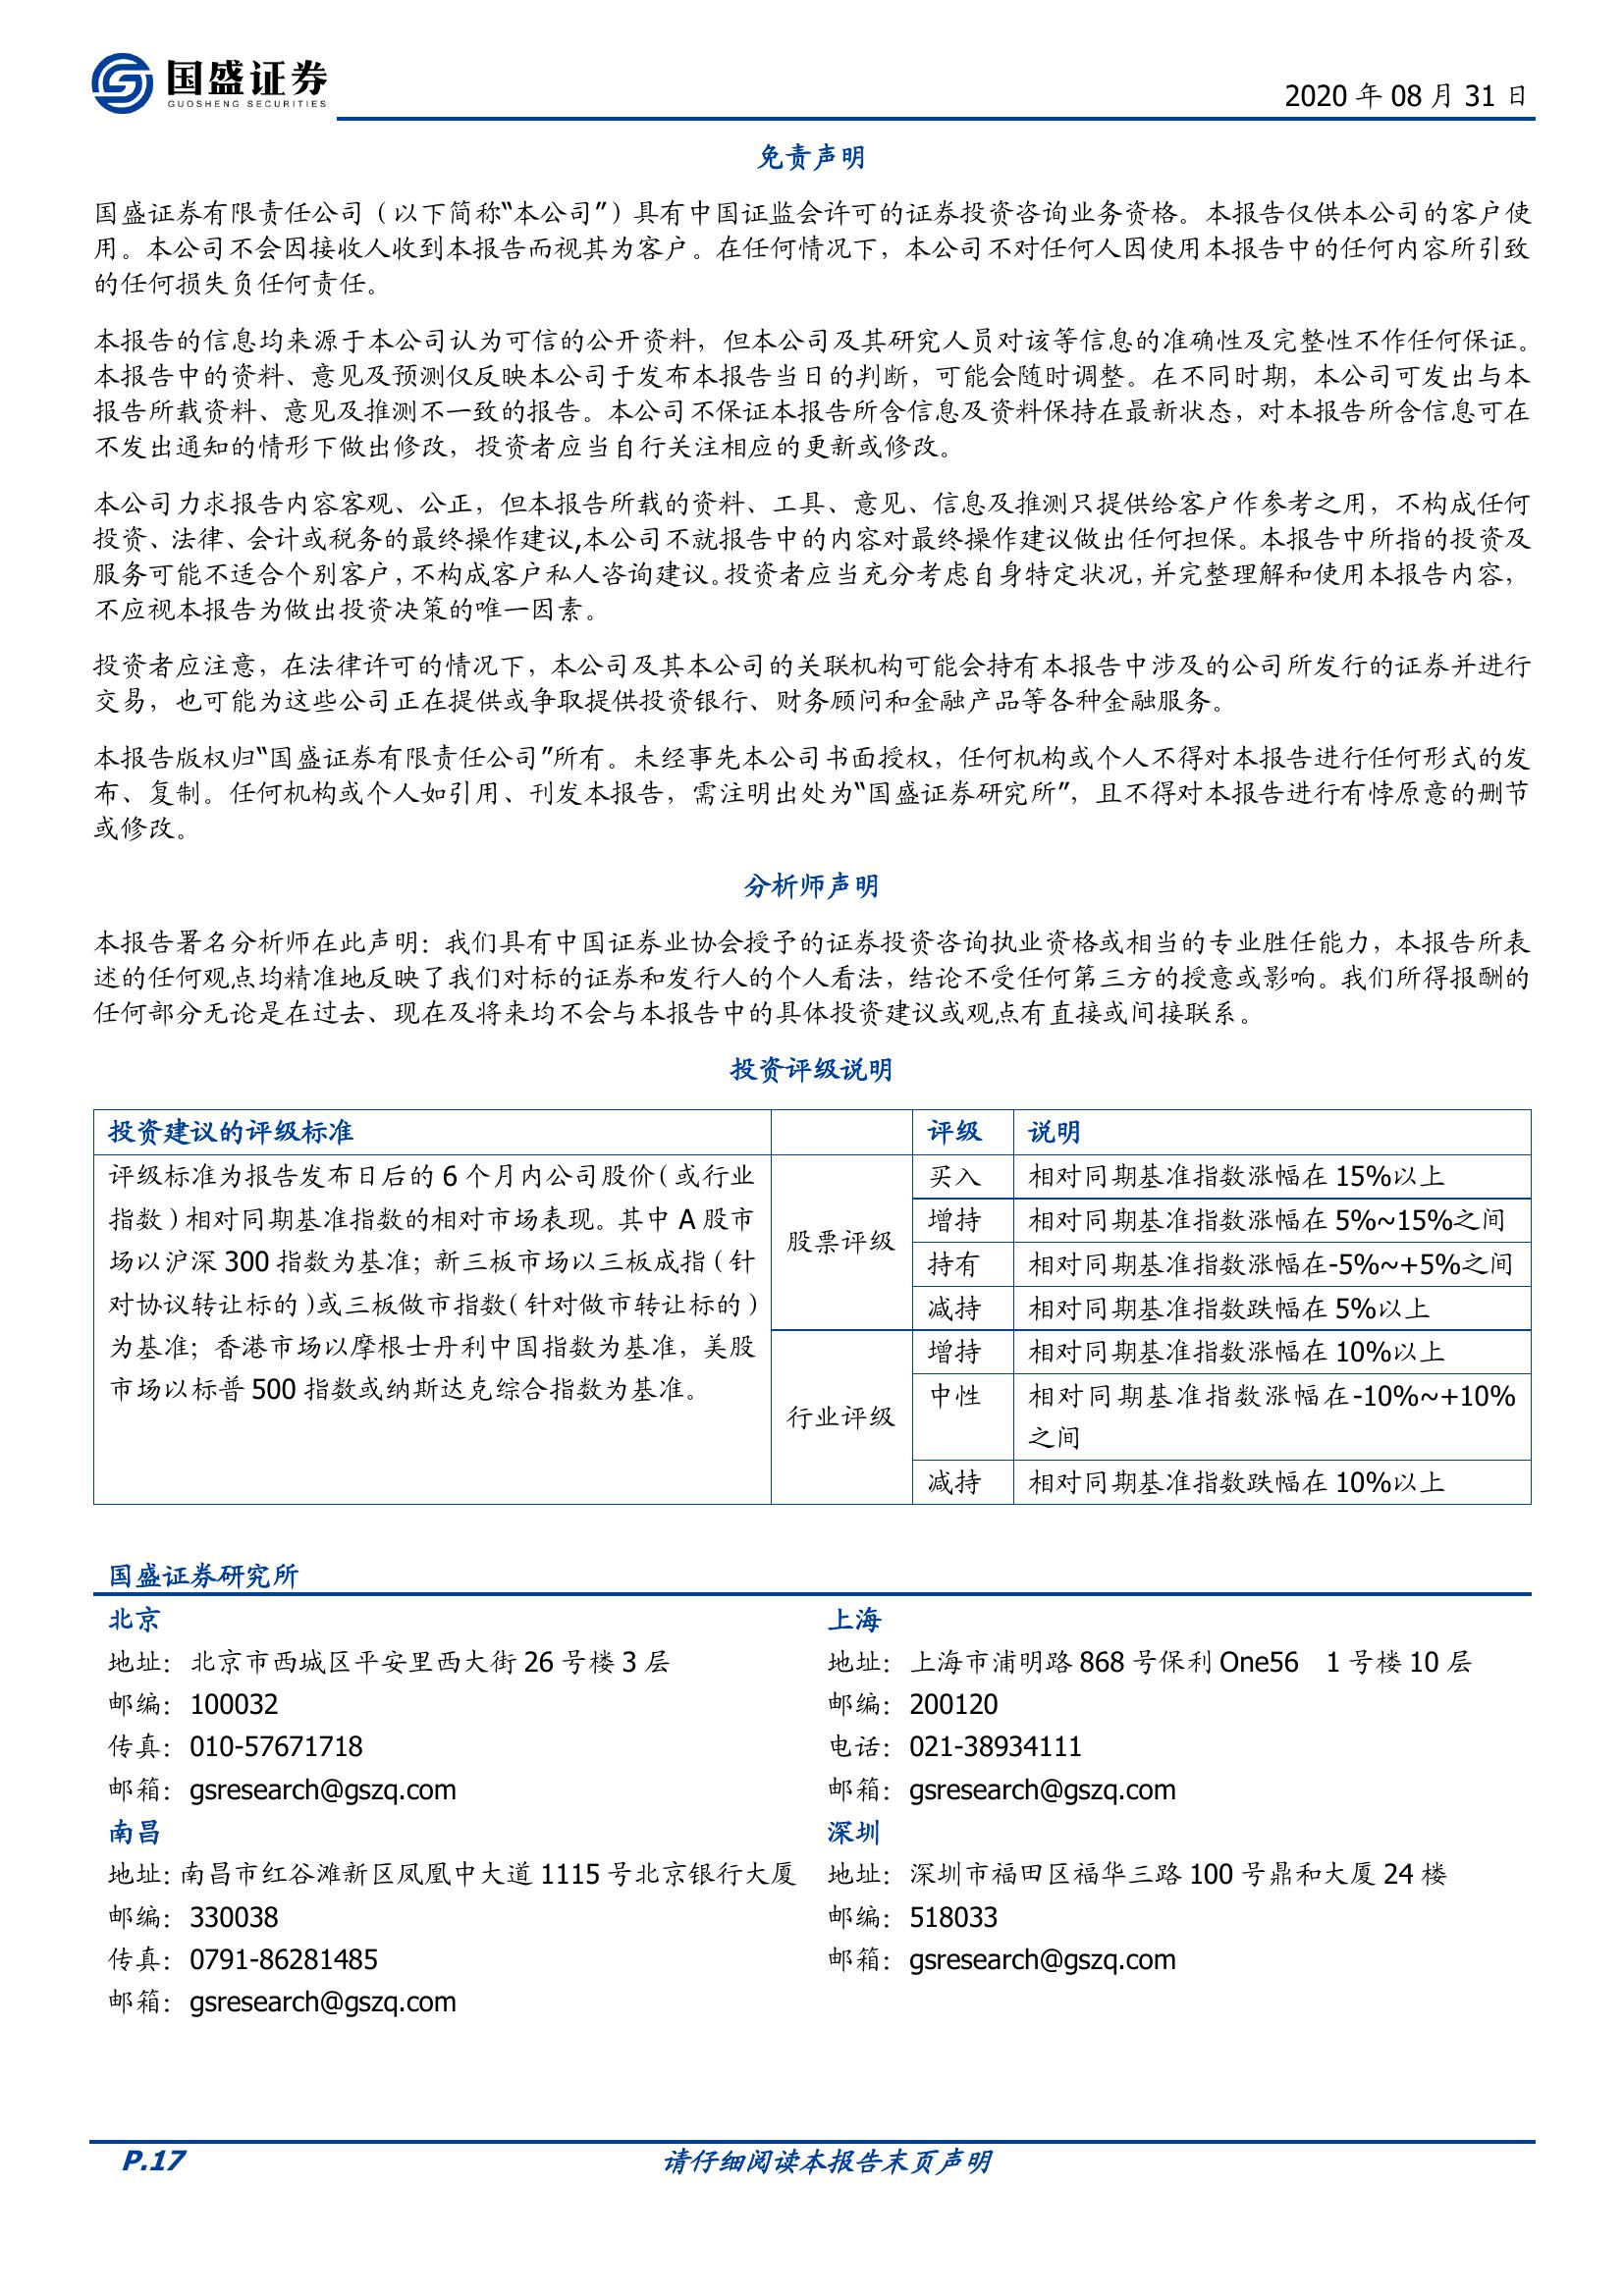 国盛证券
GUOSHENG SECURITIES
2020 年 08 月 31 日
免责声明
国盛证券有限责任公司（以下简称“本公司”）具有中国证监会许可的证券投资咨询业务资格。本报告仅供本公司的客户使
用。本公司不会因接收人收到本报告而视其为客户。在任何情况下，本公司不对任何人因使用本报告中的任何内容所引致
的任何损失负任何责任。
本报告的信息均来源于本公司认为可信的公开资料，但本公司及其研究人员对该等信息的准确性及完整性不作任何保证。
本报告中的资料、意见及预测仅反映本公司于发布本报告当日的判断，可能会随时调整。在不同时期，本公司可发出与本
报告所载资料、意见及推测不一致的报告。本公司不保证本报告所含信息及资料保持在最新状态，对本报告所含信息可在
不发出通知的情形下做出修改，投资者应当自行关注相应的更新或修改。
本公司力求报告内容客观、公正，但本报告所载的资料、工具、意见、信息及推测只提供给客户作参考之用，不构成任何
投资、法律、会计或税务的最终操作建议,本公司不就报告中的内容对最终操作建议做出任何担保。本报告中所指的投资及
服务可能不适合个别客户，不构成客户私人咨询建议。投资者应当充分考虑自身特定状况，并完整理解和使用本报告内容，
不应视本报告为做出投资决策的唯一因素。
投资者应注意，在法律许可的情况下，本公司及其本公司的关联机构可能会持有本报告中涉及的公司所发行的证券并进行
交易，也可能为这些公司正在提供或争取提供投资银行、财务顾问和金融产品等各种金融服务。
本报告版权归“国盛证券有限责任公司”所有。未经事先本公司书面授权，任何机构或个人不得对本报告进行任何形式的发
布、复制。任何机构或个人如引用、刊发本报告，需注明出处为“国盛证券研究所”，且不得对本报告进行有悖原意的删节
或修改。
分析师声明
本报告署名分析师在此声明：我们具有中国证券业协会授予的证券投资咨询执业资格或相当的专业胜任能力，本报告所表
述的任何观点均精准地反映了我们对标的证券和发行人的个人看法，结论不受任何第三方的授意或影响。我们所得报酬的
任何部分无论是在过去、现在及将来均不会与本报告中的具体投资建议或观点有直接或间接联系。
投资评级说明
投资建议的评级标准 评级 说明
评级标准为报告发布日后的 6 个月内公司股价（或行业
指数）相对同期基准指数的相对市场表现。其中 A 股市
场以沪深 300 指数为基准；新三板市场以三板成指（针
对协议转让标的）或三板做市指数（针对做市转让标的）
为基准；香港市场以摩根士丹利中国指数为基准，美股
市场以标普 500 指数或纳斯达克综合指数为基准。
股票评级
买入 相对同期基准指数涨幅在 15%以上
增持 相对同期基准指数涨幅在 5%~15%之间
持有 相对同期基准指数涨幅在-5%~+5%之间
减持 相对同期基准指数跌幅在 5%以上
行业评级
增持 相对同期基准指数涨幅在 10%以上
中性 相对同期基准指数涨幅在-10%~+10%
之间
减持 相对同期基准指数跌幅在 10%以上
国盛证券研究所
北京
地址：北京市西城区平安里西大街 26 号楼 3 层
邮编：100032
传真：010-57671718
邮箱：gsresearch@gszq.com
上海
地址：上海市浦明路 868 号保利 One56 1 号楼 10 层
邮编：200120
电话：021-38934111
邮箱：gsresearch@gszq.com
南昌
地址：南昌市红谷滩新区凤凰中大道 1115 号北京银行大厦
邮编：330038
传真：0791-86281485
邮箱：gsresearch@gszq.com
深圳
地址：深圳市福田区福华三路 100 号鼎和大厦 24 楼
邮编：518033
邮箱：gsresearch@gszq.com
P.17
请仔细阅读本报告末页声明